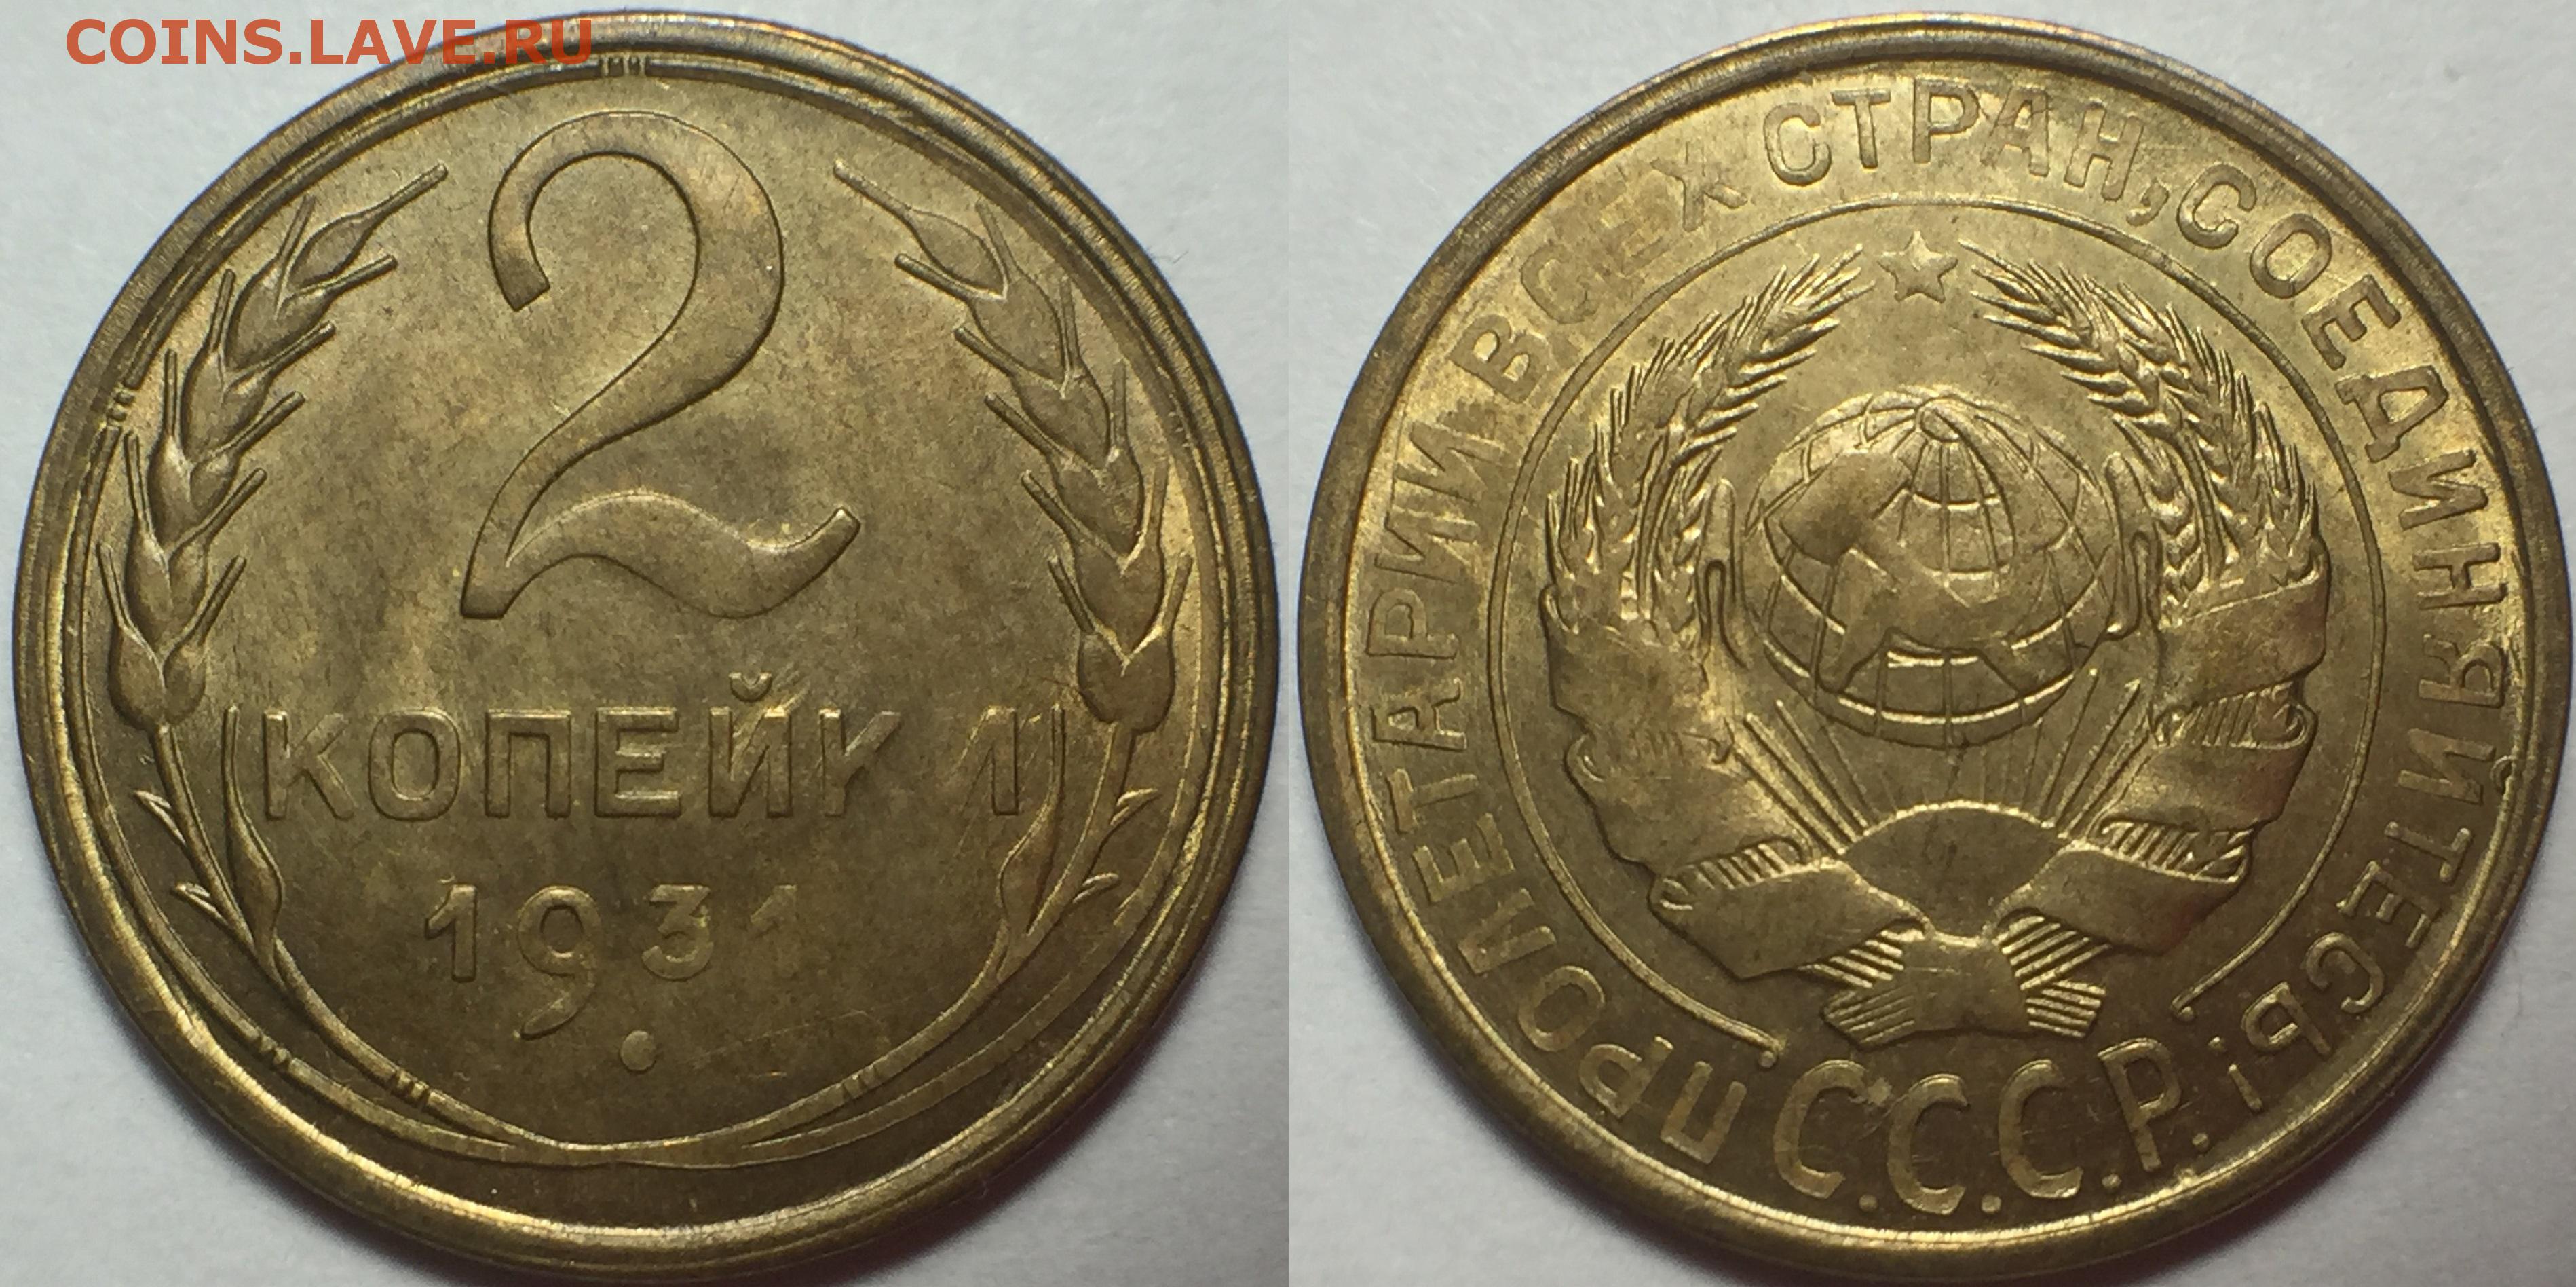 COINS.LAVE.RU
2
КОПЕЙКИ
1931
ПРОЛЕТАРИИ ВСЕХ СТРАН, СОЕДИНЯЙТЕСЬ!
С.С.С.Р.